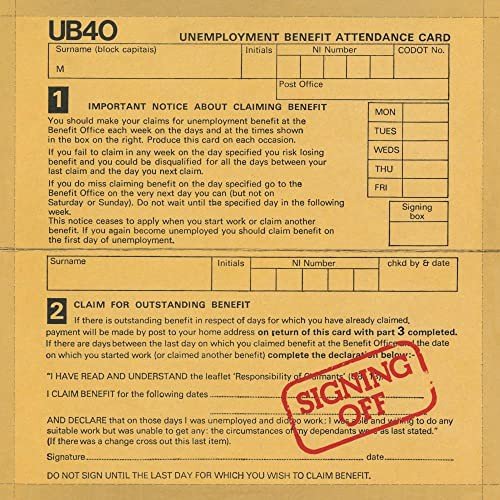 UB40 UNEMPLOYMENT BENEFIT ATTENDANCE CARD
Surname (block capitals) Initials NI Number CODOT No.
M
Post Office
1 IMPORTANT NOTICE ABOUT CLAIMING BENEFIT
You should make your claims for unemployment benefit at the
Benefit Office each week on the days and at the times shown
in the box on the right. Produce this card on each occasion.
If you fail to claim in any week on the day specified you risk losing
benefit and you could be disqualified for all the days between your
last claim and the day you next claim.
If you do miss claiming benefit on the day specified go to the
Benefit Office on the very next day you can (but not on
Saturday or Sunday). Do not wait until the specified day in the following
week.
This notice ceases to apply when you start work or claim another
benefit. If you again become unemployed you should claim benefit on
the first day of unemployment.
MON
TUES
WEDS
THU
FRI
Signing
box
Surname Initials NI Number chkd by & date
2 CLAIM FOR OUTSTANDING BENEFIT
If there is outstanding benefit in respect of days for which you have already claimed,
payment will be made by post to your home address on return of this card with part 3 completed.
If there are days between the last day on which you claimed benefit at the Benefit Office and the date
on which you started work (or claimed another benefit) complete the declaration below:-
"I HAVE READ AND UNDERSTAND the leaflet 'Responsibility of Claimants'
I CLAIM BENEFIT for the following dates
AND DECLARE that on those days I was unemployed and did no work: I was able and willing to do any
suitable work but was unable to get any: the circumstances of my dependants were as last stated."
(If there was a change cross out this last item).
Signature date
DO NOT SIGN UNTIL THE LAST DAY FOR WHICH YOU WISH TO CLAIM BENEFIT.
SIGNING
OFF